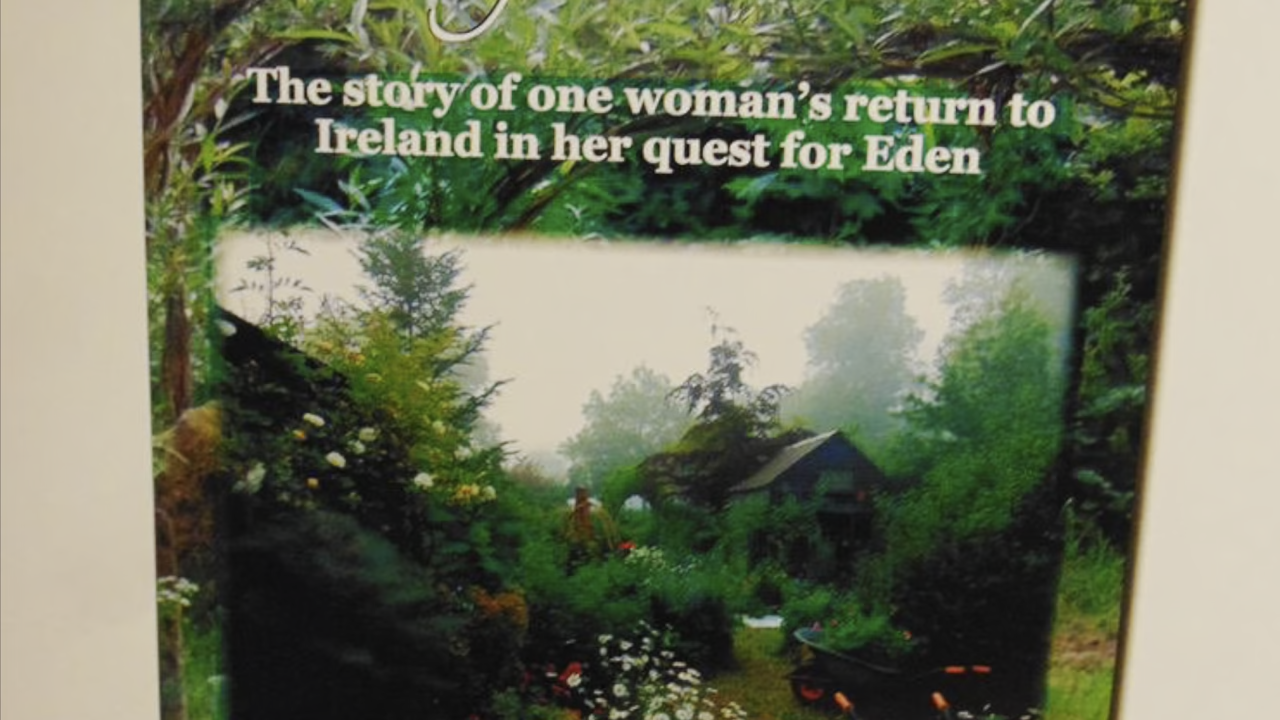 The story of one woman's return to
Ireland in her quest for Eden